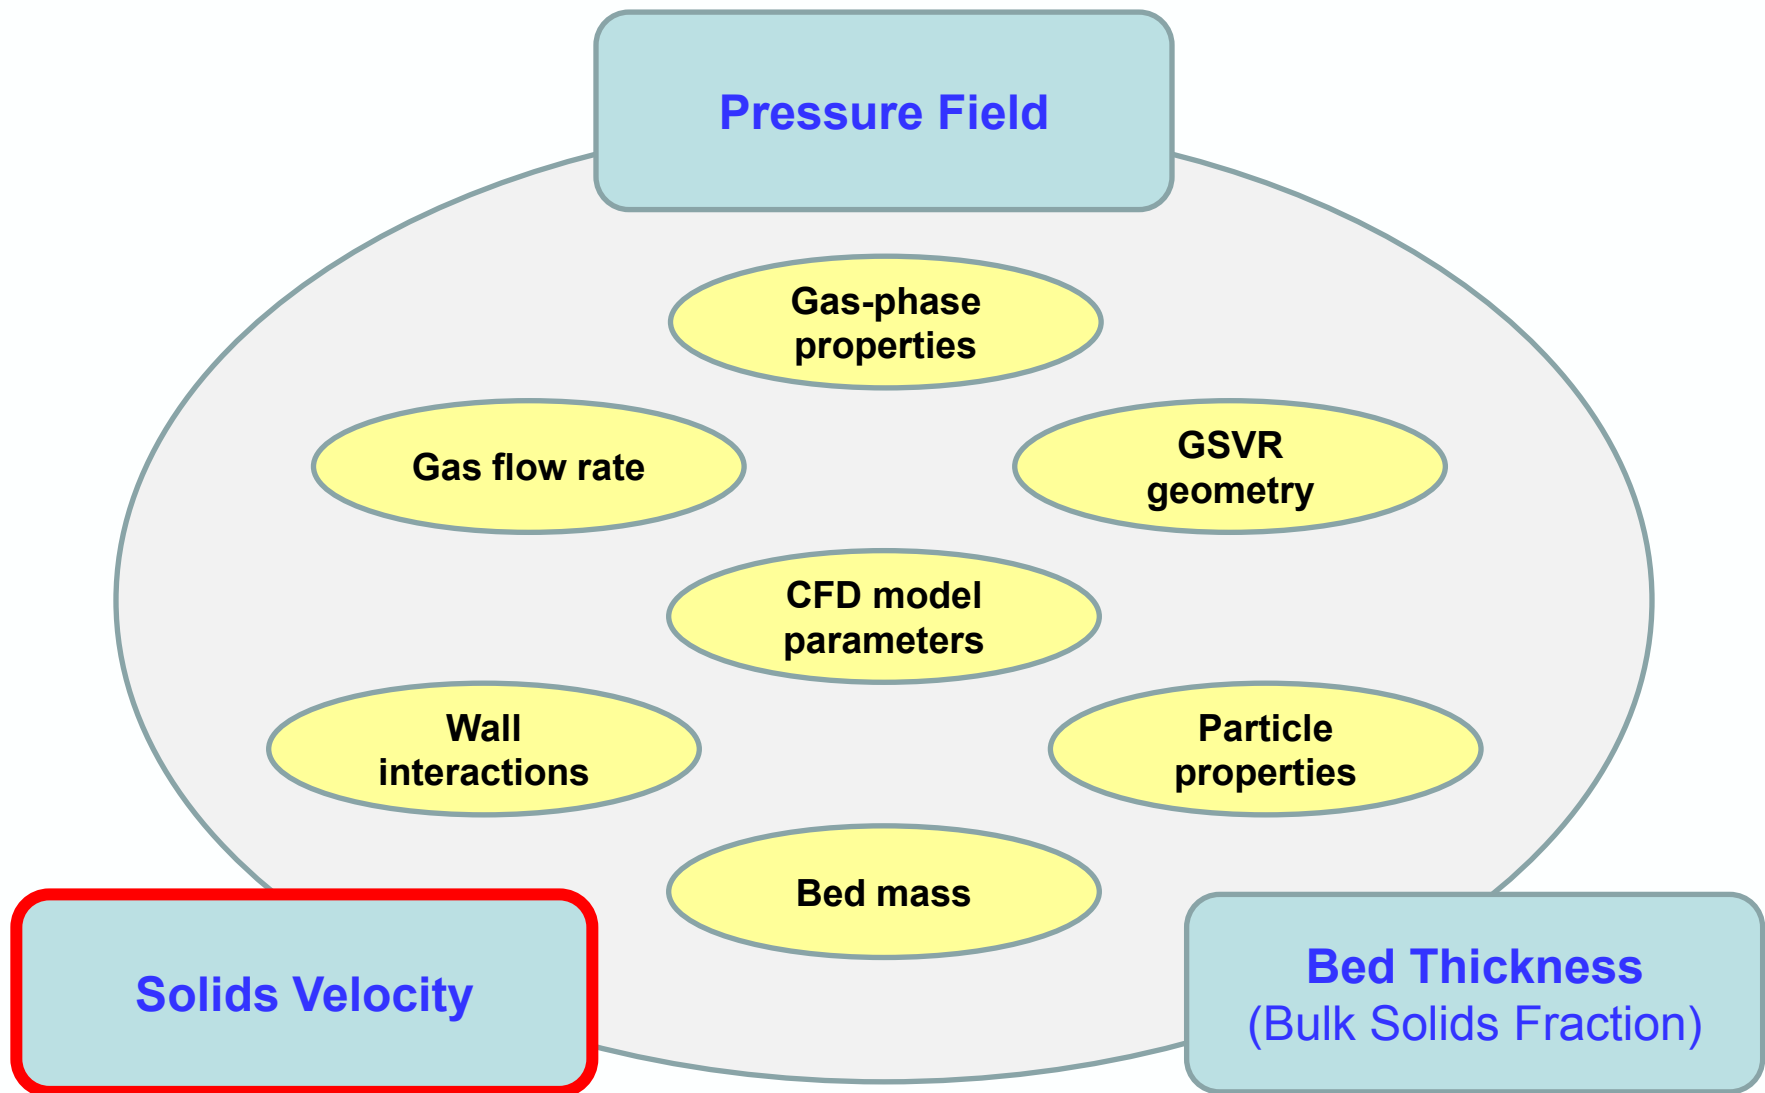 Pressure Field
Gas-phase
properties
Gas flow rate
GSVR
geometry
CFD model
parameters
Wall
interactions
Particle
properties
Bed mass
Solids Velocity
Bed Thickness
(Bulk Solids Fraction)